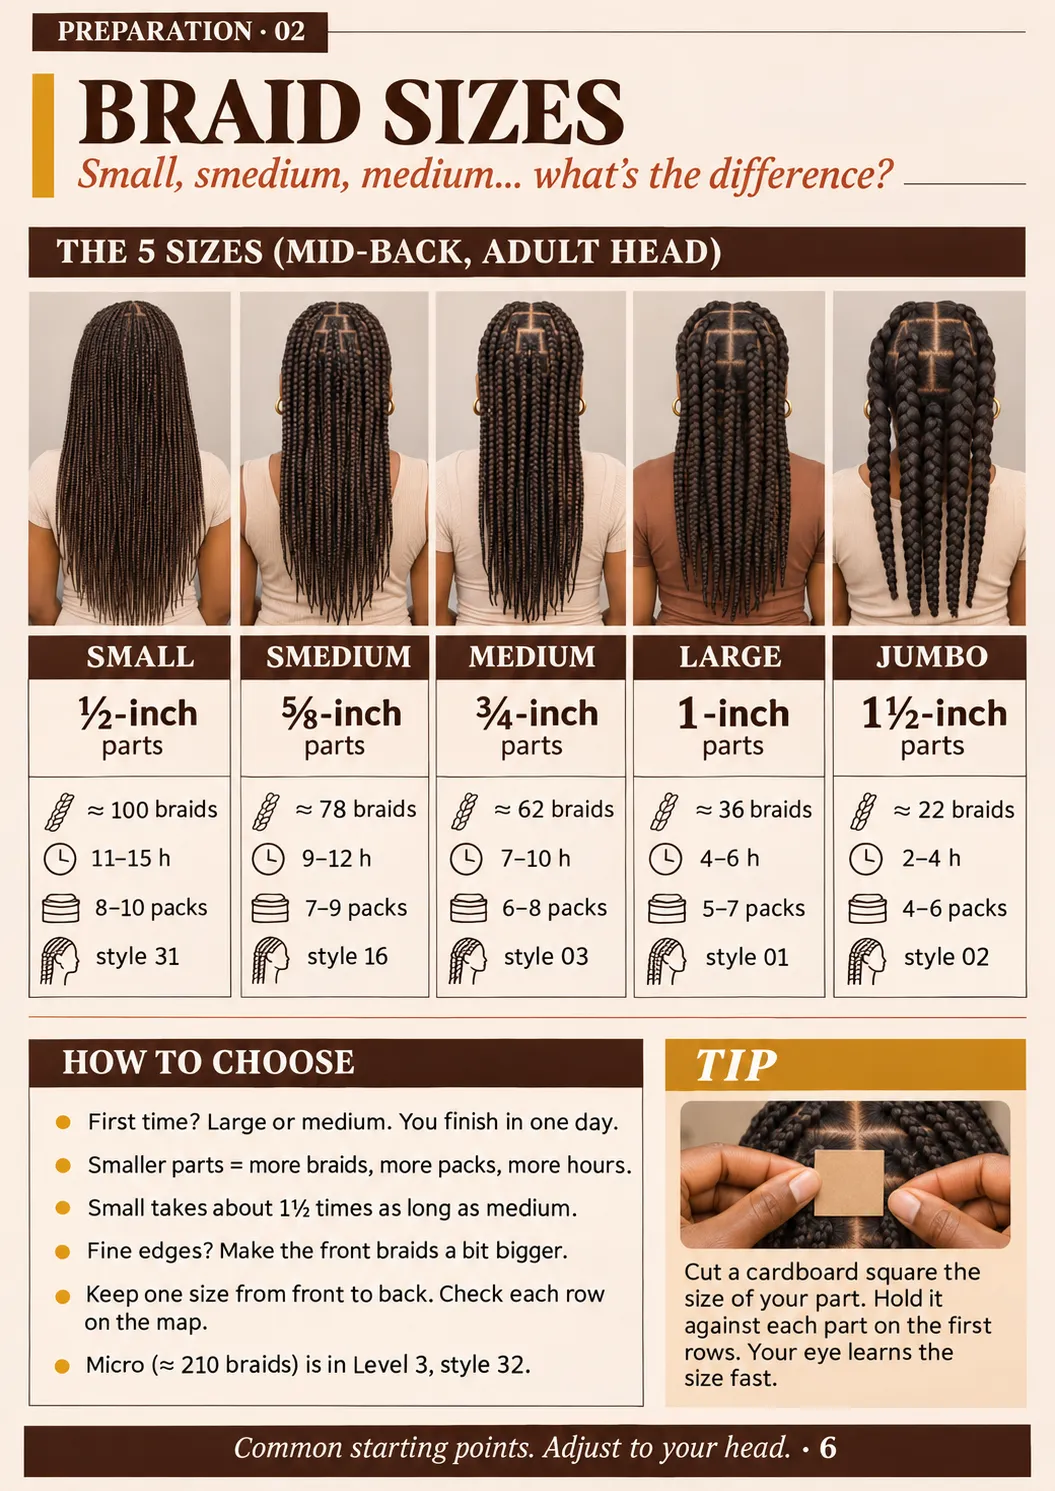 PREPARATION · 02
BRAID SIZES
Small, smedium, medium... what's the difference?
THE 5 SIZES (MID-BACK, ADULT HEAD)
SMALL
½-inch
parts
≈ 100 braids
11–15 h
8–10 packs
style 31
SMEDIUM
⅝-inch
parts
≈ 78 braids
9–12 h
7–9 packs
style 16
MEDIUM
¾-inch
parts
≈ 62 braids
7–10 h
6–8 packs
style 03
LARGE
1-inch
parts
≈ 36 braids
4–6 h
5–7 packs
style 01
JUMBO
1½-inch
parts
≈ 22 braids
2–4 h
4–6 packs
style 02
HOW TO CHOOSE
First time? Large or medium. You finish in one day.
Smaller parts = more braids, more packs, more hours.
Small takes about 1½ times as long as medium.
Fine edges? Make the front braids a bit bigger.
Keep one size from front to back. Check each row
on the map.
Micro (≈ 210 braids) is in Level 3, style 32.
TIP
Cut a cardboard square the
size of your part. Hold it
against each part on the first
rows. Your eye learns the
size fast.
Common starting points. Adjust to your head. · 6